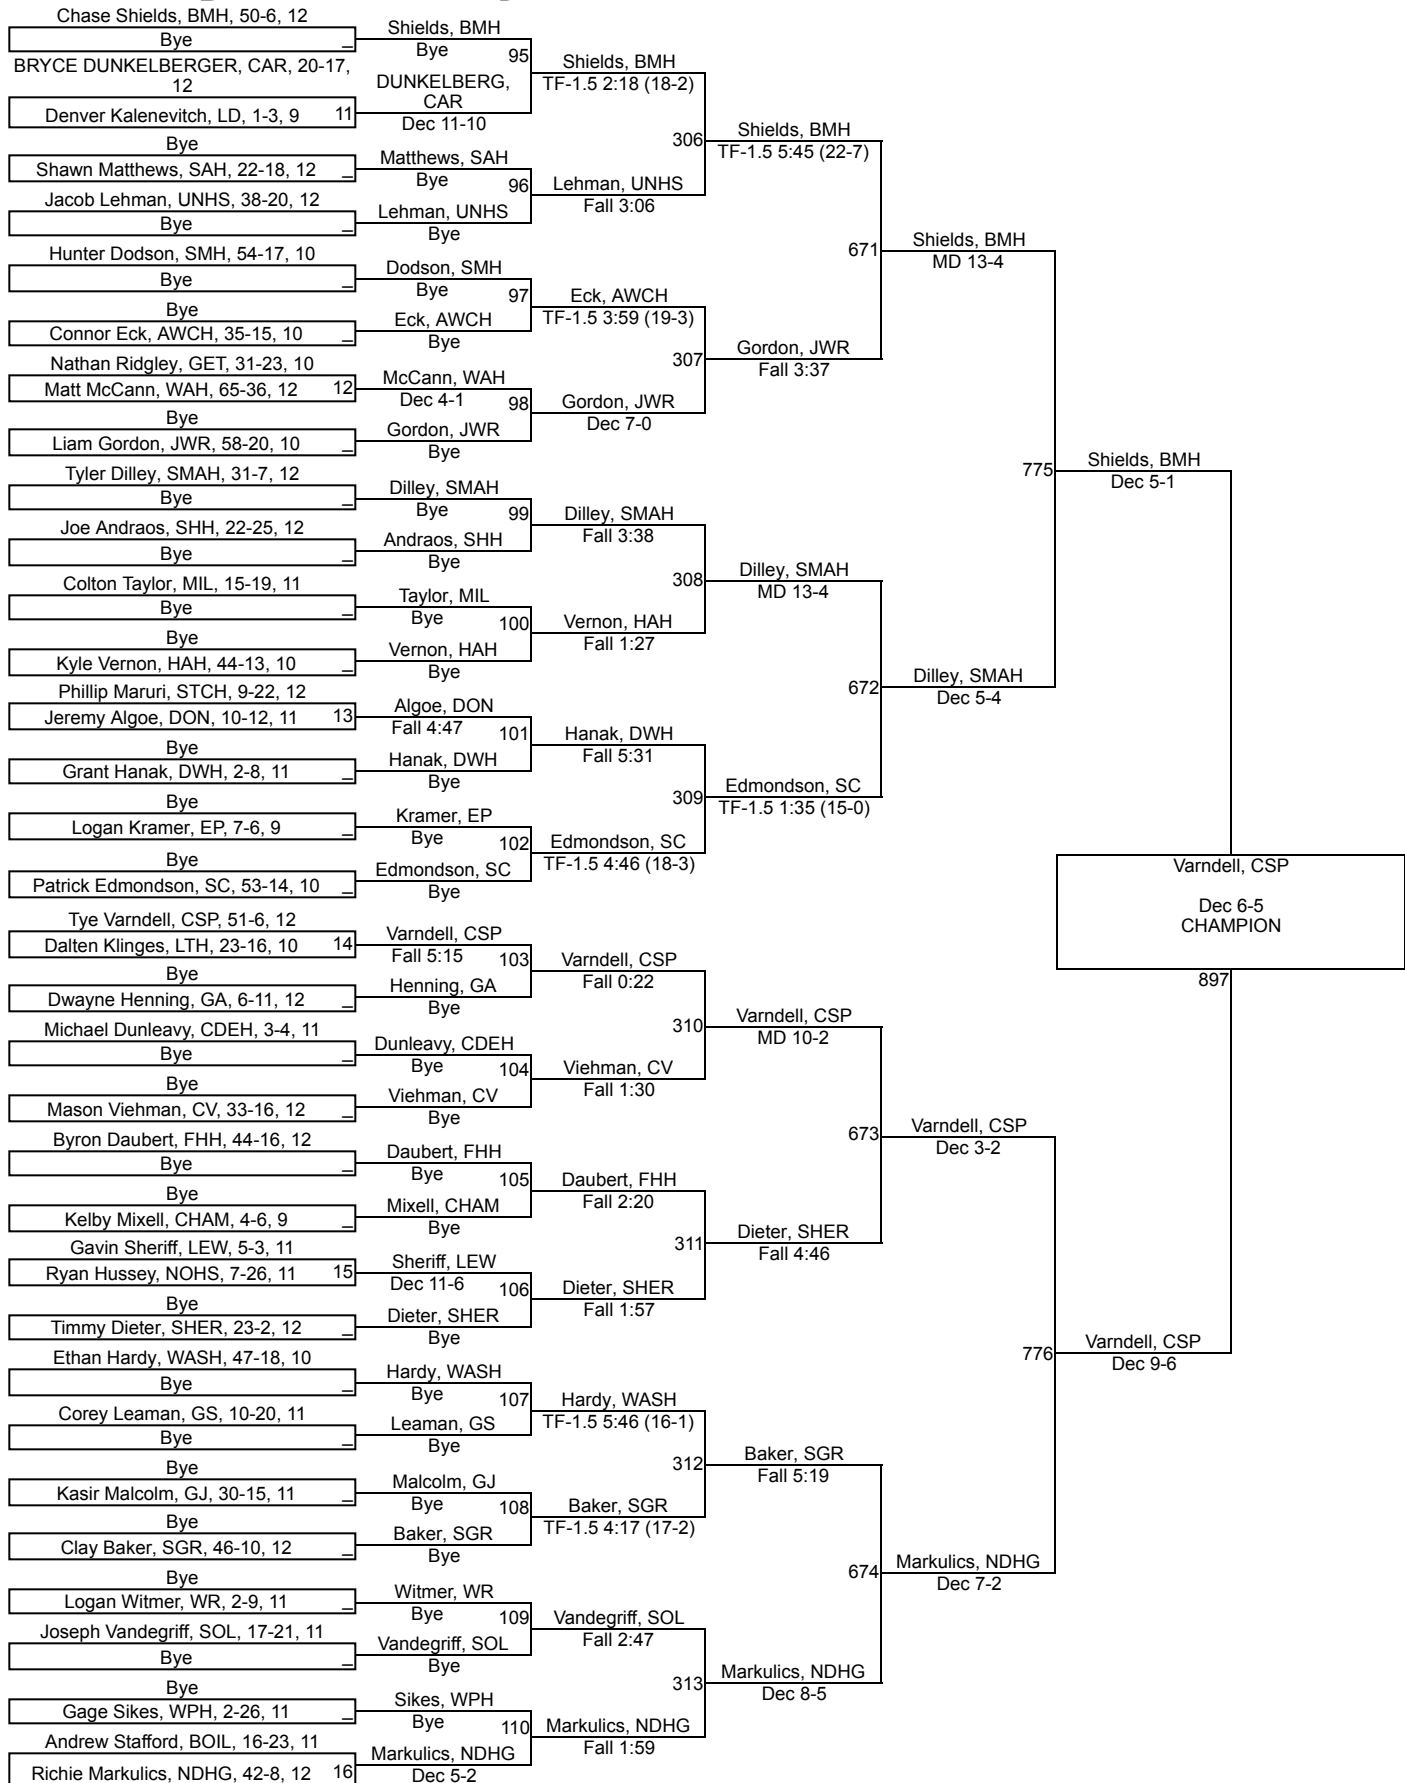 Chase Shields, BMH, 50-6, 12
Bye _
BRYCE DUNKELBERGER, CAR, 20-17,
12
Denver Kalenevitch, LD, 1-3, 9 11
Bye
Shawn Matthews, SAH, 22-18, 12 _
Jacob Lehman, UNHS, 38-20, 12
Bye _
Hunter Dodson, SMH, 54-17, 10
Bye _
Bye
Connor Eck, AWCH, 35-15, 10 _
Nathan Ridgley, GET, 31-23, 10
Matt McCann, WAH, 65-36, 12 12
Bye
Liam Gordon, JWR, 58-20, 10 _
Tyler Dilley, SMAH, 31-7, 12
Bye _
Joe Andraos, SHH, 22-25, 12
Bye _
Colton Taylor, MIL, 15-19, 11
Bye _
Bye
Kyle Vernon, HAH, 44-13, 10 _
Phillip Maruri, STCH, 9-22, 12
Jeremy Algoe, DON, 10-12, 11 13
Bye
Grant Hanak, DWH, 2-8, 11 _
Bye
Logan Kramer, EP, 7-6, 9 _
Bye
Patrick Edmondson, SC, 53-14, 10 _
Tye Varndell, CSP, 51-6, 12
Dalten Klinges, LTH, 23-16, 10 14
Bye
Dwayne Henning, GA, 6-11, 12 _
Michael Dunleavy, CDEH, 3-4, 11
Bye _
Bye
Mason Viehman, CV, 33-16, 12 _
Byron Daubert, FHH, 44-16, 12
Bye _
Bye
Kelby Mixell, CHAM, 4-6, 9 _
Gavin Sheriff, LEW, 5-3, 11
Ryan Hussey, NOHS, 7-26, 11 15
Bye
Timmy Dieter, SHER, 23-2, 12 _
Ethan Hardy, WASH, 47-18, 10
Bye _
Corey Leaman, GS, 10-20, 11
Bye _
Bye
Kasir Malcolm, GJ, 30-15, 11 _
Bye
Clay Baker, SGR, 46-10, 12 _
Bye
Logan Witmer, WR, 2-9, 11 _
Joseph Vandegriff, SOL, 17-21, 11
Bye _
Bye
Gage Sikes, WPH, 2-26, 11 _
Andrew Stafford, BOIL, 16-23, 11
Richie Markulics, NDHG, 42-8, 12 16
Shields, BMH
Bye 95
DUNKELBERG,
CAR
Dec 11-10
Matthews, SAH
Bye 96
Lehman, UNHS
Bye
Dodson, SMH
Bye 97
Eck, AWCH
Bye
McCann, WAH
Dec 4-1 98
Gordon, JWR
Bye
Dilley, SMAH
Bye 99
Andraos, SHH
Bye
Taylor, MIL
Bye 100
Vernon, HAH
Bye
Algoe, DON
Fall 4:47 101
Hanak, DWH
Bye
Kramer, EP
Bye 102
Edmondson, SC
Bye
Varndell, CSP
Fall 5:15 103
Henning, GA
Bye
Dunleavy, CDEH
Bye 104
Viehman, CV
Bye
Daubert, FHH
Bye 105
Mixell, CHAM
Bye
Sheriff, LEW
Dec 11-6 106
Dieter, SHER
Bye
Hardy, WASH
Bye 107
Leaman, GS
Bye
Malcolm, GJ
Bye 108
Baker, SGR
Bye
Witmer, WR
Bye 109
Vandegriff, SOL
Bye
Sikes, WPH
Bye 110
Markulics, NDHG
Dec 5-2
Shields, BMH
TF-1.5 2:18 (18-2)
306
Lehman, UNHS
Fall 3:06
Eck, AWCH
TF-1.5 3:59 (19-3)
307
Gordon, JWR
Dec 7-0
Dilley, SMAH
Fall 3:38
308
Vernon, HAH
Fall 1:27
Hanak, DWH
Fall 5:31
309
Edmondson, SC
TF-1.5 4:46 (18-3)
Varndell, CSP
Fall 0:22
310
Viehman, CV
Fall 1:30
Daubert, FHH
Fall 2:20
311
Dieter, SHER
Fall 1:57
Hardy, WASH
TF-1.5 5:46 (16-1)
312
Baker, SGR
TF-1.5 4:17 (17-2)
Vandegriff, SOL
Fall 2:47
313
Markulics, NDHG
Fall 1:59
Shields, BMH
TF-1.5 5:45 (22-7)
671
Gordon, JWR
Fall 3:37
Dilley, SMAH
MD 13-4
672
Edmondson, SC
TF-1.5 1:35 (15-0)
Varndell, CSP
MD 10-2
673
Dieter, SHER
Fall 4:46
Baker, SGR
Fall 5:19
674
Markulics, NDHG
Dec 8-5
Shields, BMH
MD 13-4
775
Dilley, SMAH
Dec 5-4
Varndell, CSP
Dec 3-2
776
Markulics, NDHG
Dec 7-2
Shields, BMH
Dec 5-1
Varndell, CSP
Dec 6-5
CHAMPION
897
Varndell, CSP
Dec 9-6